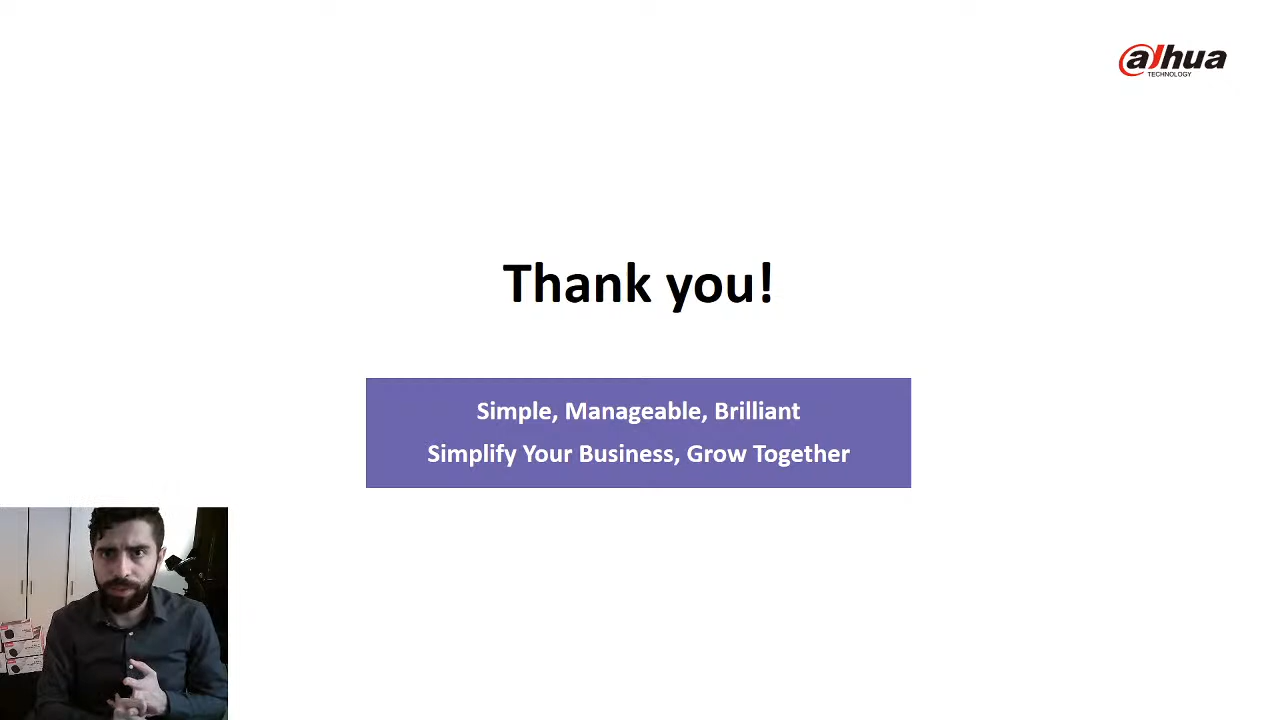 alhua
TECHNOLOGY
Thank you!
Simple, Manageable, Brilliant
Simplify Your Business, Grow Together